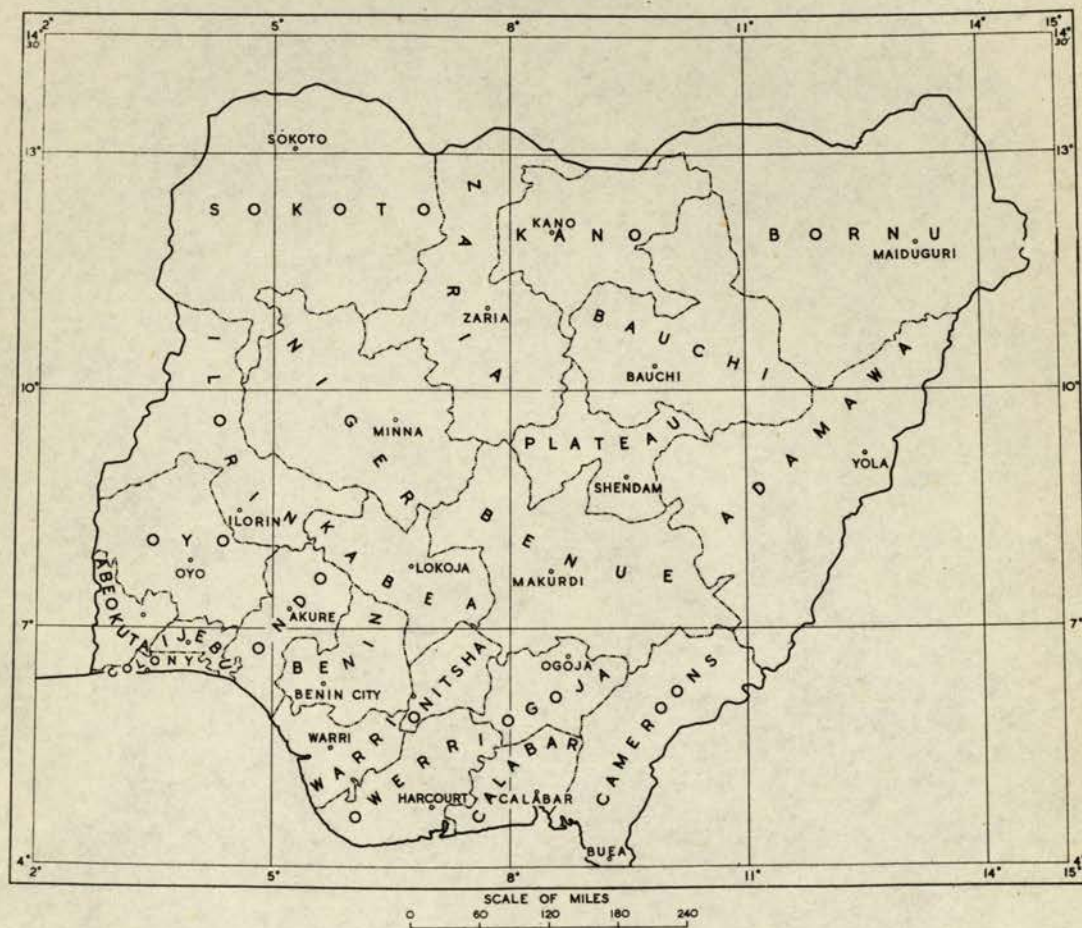 2° 5° 8° 11° 14° 15°
14° 30' 14° 30'
SOKOTO
13° 13°
SOKOTO
ZARIA
KANO
KANO
BORNU
MAIDUGURI
ZARIA
BAUCHI
BAUCHI
ILORIN
NIGER
10° 10°
MINNA
PLATEAU
SHENDAM
ADAMAWA
YOLA
ILORIN
OYO
OYO
KABBA
LOKOJA
BENUE
MAKURDI
ABEOKUTA
ONDO
AKURE
7° 7°
IJEBU
COLONY
BENIN
BENIN CITY
ONITSHA
OGOJA
OGOJA
CAMEROONS
WARRI
WARRI
OWERRI
HARCOURT
CALABAR
CALABAR
BUEA
4° 4°
2° 5° 8° 11° 14° 15°
SCALE OF MILES
0 60 120 180 240